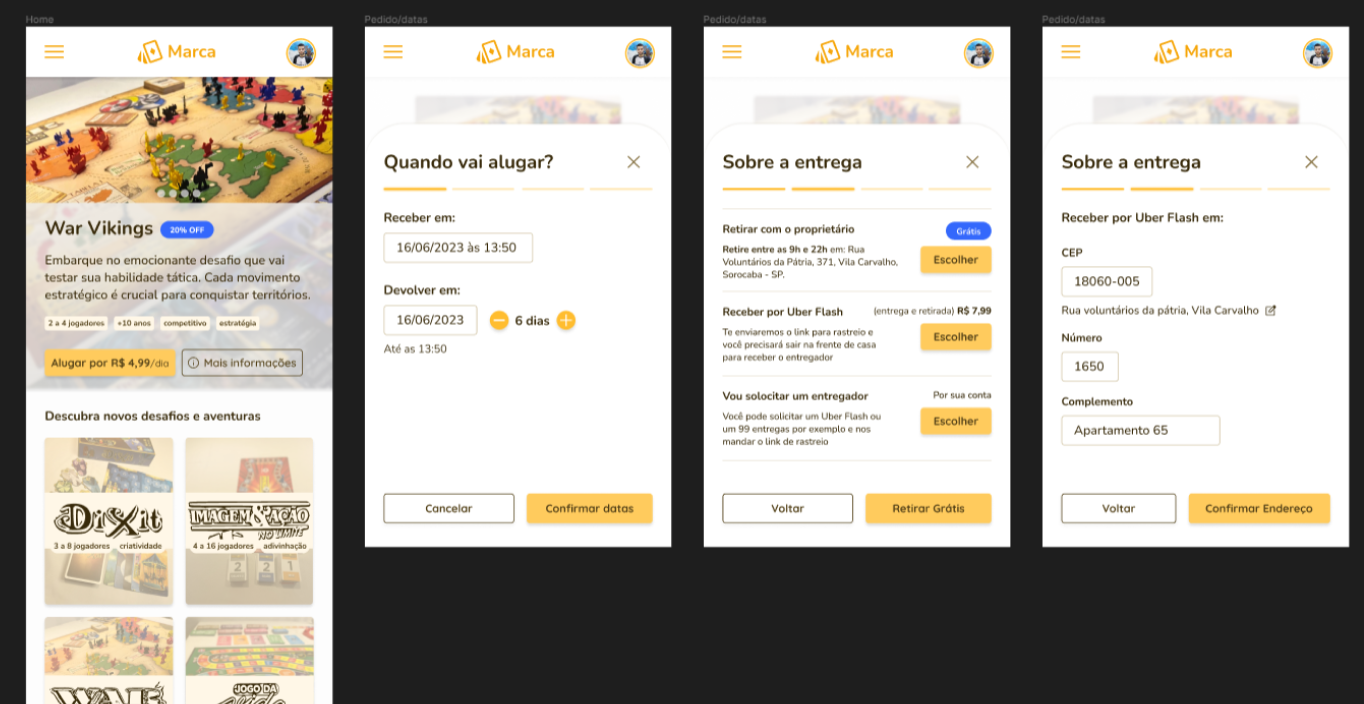 Home
Marca
War Vikings
20% OFF
Embarque no emocionante desafio que vai
testar sua habilidade tática. Cada movimento
estratégico é crucial para conquistar territórios.
2 a 4 jogadores
+10 anos
competitivo
estratégia
Alugar por R$ 4,99/dia
Mais informações
Descubra novos desafios e aventuras
DiXit
3 a 8 jogadores
criatividade
IMAGEM & AÇÃO
NO LIMITE
4 a 16 jogadores
adivinhação
2
2
1
WAR
JOGO DA
Pedido/datas
Marca
Quando vai alugar?
Receber em:
16/06/2023 às 13:50
Devolver em:
16/06/2023
6 dias
Até as 13:50
Cancelar
Confirmar datas
Pedido/datas
Marca
Sobre a entrega
Retirar com o proprietário
Grátis
Retire entre as 9h e 22h em: Rua
Voluntários da Pátria, 371, Vila Carvalho,
Sorocaba - SP.
Escolher
Receber por Uber Flash
(entrega e retirada) R$ 7,99
Te enviaremos o link para rastreio e
você precisará sair na frente de casa
para receber o entregador
Escolher
Vou solocitar um entregador
Por sua conta
Você pode solicitar um Uber Flash ou
um 99 entregas por exemplo e nos
mandar o link de rastreio
Escolher
Voltar
Retirar Grátis
Pedido/datas
Marca
Sobre a entrega
Receber por Uber Flash em:
CEP
18060-005
Rua voluntários da pátria, Vila Carvalho
Número
1650
Complemento
Apartamento 65
Voltar
Confirmar Endereço